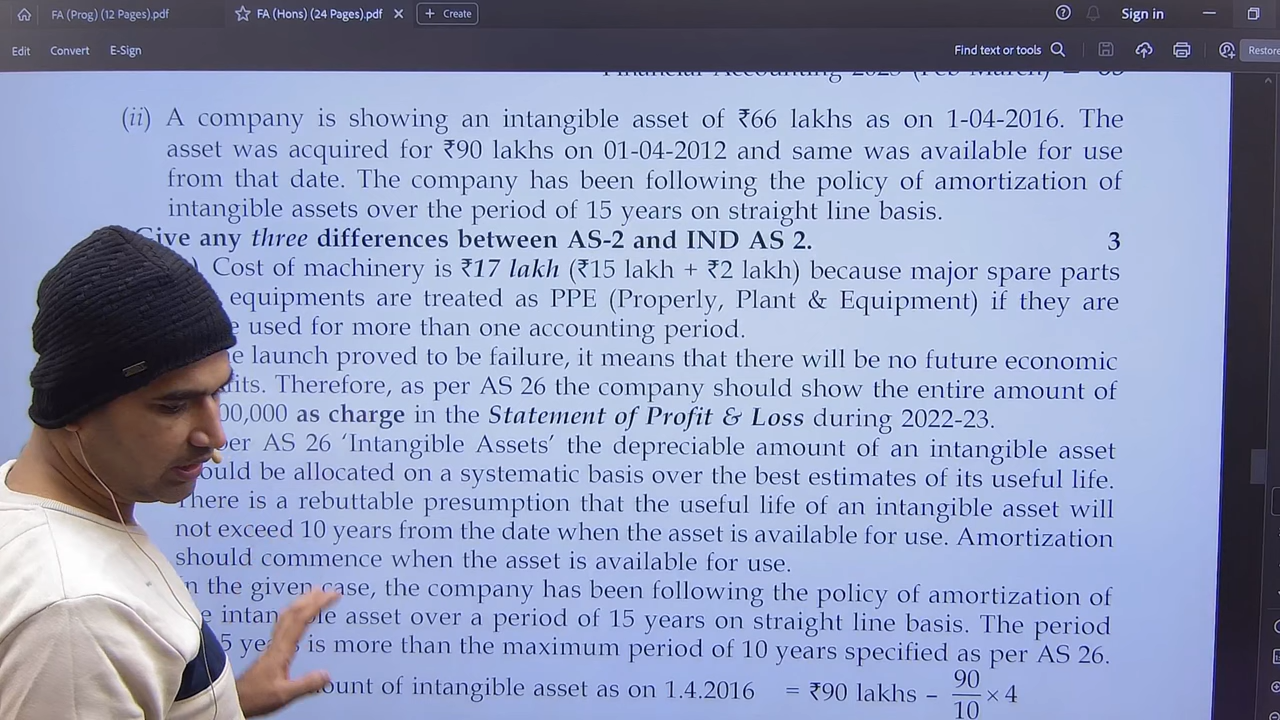 FA (Prog) (12 Pages).pdf
FA (Hons) (24 Pages).pdf
Create
Sign in
Edit Convert E-Sign
Find text or tools
Restore
(ii) A company is showing an intangible asset of ₹66 lakhs as on 1-04-2016. The
asset was acquired for ₹90 lakhs on 01-04-2012 and same was available for use
from that date. The company has been following the policy of amortization of
intangible assets over the period of 15 years on straight line basis.
Give any three differences between AS-2 and IND AS 2. 3
Cost of machinery is ₹17 lakh (₹15 lakh + ₹2 lakh) because major spare parts
equipments are treated as PPE (Properly, Plant & Equipment) if they are
used for more than one accounting period.
launch proved to be failure, it means that there will be no future economic
Therefore, as per AS 26 the company should show the entire amount of
00,000 as charge in the Statement of Profit & Loss during 2022-23.
per AS 26 ‘Intangible Assets’ the depreciable amount of an intangible asset
be allocated on a systematic basis over the best estimates of its useful life.
There is a rebuttable presumption that the useful life of an intangible asset will
not exceed 10 years from the date when the asset is available for use. Amortization
should commence when the asset is available for use.
In the given case, the company has been following the policy of amortization of
asset over a period of 15 years on straight line basis. The period
is more than the maximum period of 10 years specified as per AS 26.
of intangible asset as on 1.4.2016 = ₹90 lakhs − 90/10 × 4